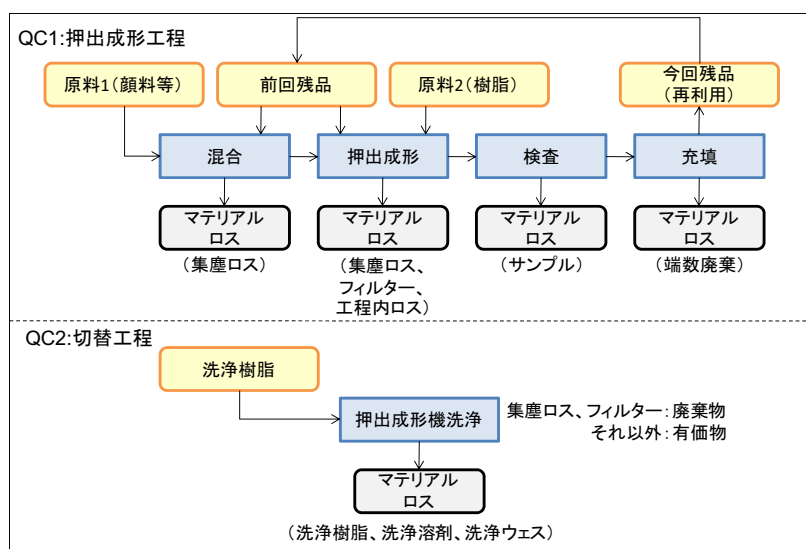 QC1:押出成形工程
原料1(顔料等)
前回残品
原料2(樹脂)
今回残品
(再利用)
混合
押出成形
検査
充填
マテリアル
ロス
(集塵ロス)
マテリアル
ロス
(集塵ロス、
フィルター、
工程内ロス)
マテリアル
ロス
(サンプル)
マテリアル
ロス
(端数廃棄)
QC2:切替工程
洗浄樹脂
押出成形機洗浄
集塵ロス、フィルター:廃棄物
それ以外:有価物
マテリアル
ロス
(洗浄樹脂、洗浄溶剤、洗浄ウェス)